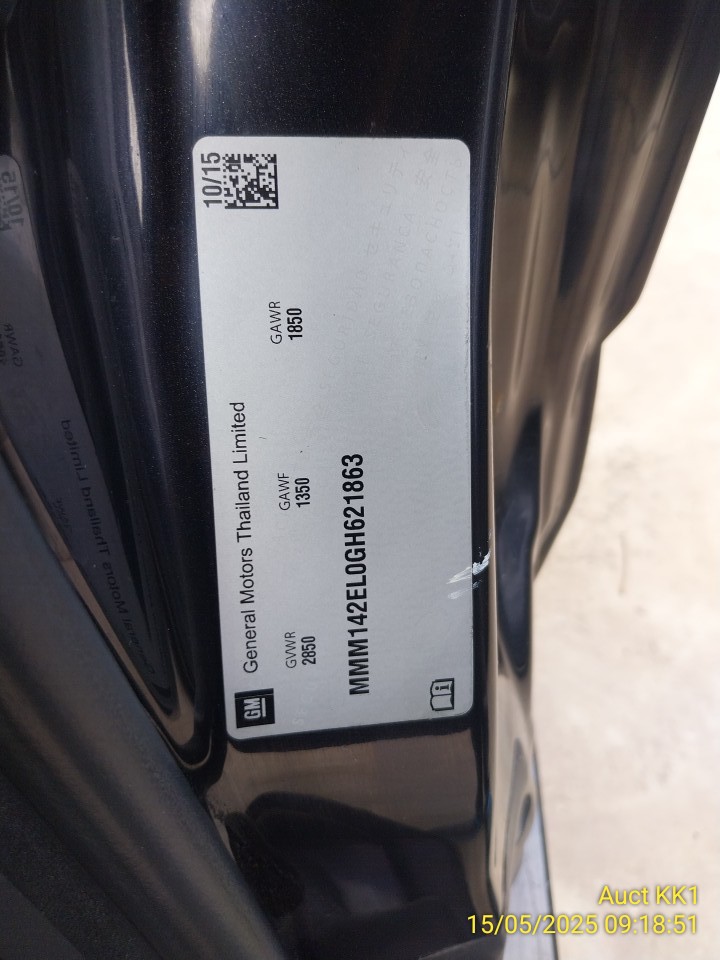 10/15
General Motors Thailand Limited
GM
GVWR
GAWF
GAWR
2850
1350
1850
MMM142EL0GH621863
Auct KK1
15/05/2025 09:18:51